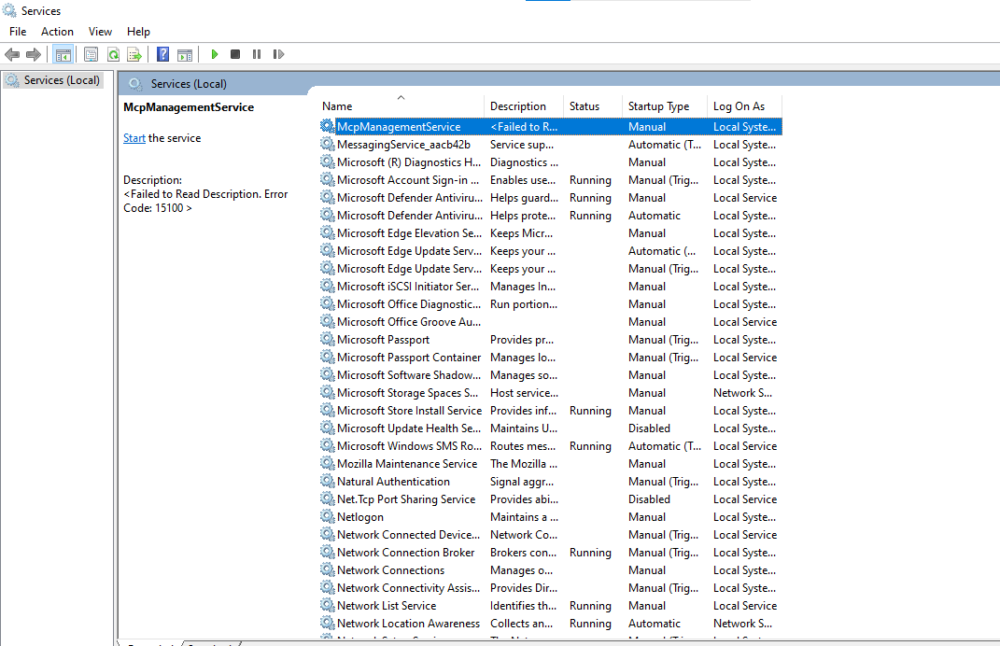 Services
File Action View Help
Services (Local)
Services (Local)
McpManagementService
Start the service
Description:
<Failed to Read Description. Error
Code: 15100 >
Name Description Status Startup Type Log On As
McpManagementService <Failed to R... Manual Local Syste...
MessagingService_aacb42b Service sup... Automatic (T... Local Syste...
Microsoft (R) Diagnostics H... Diagnostics ... Manual Local Syste...
Microsoft Account Sign-in ... Enables use... Running Manual (Trig... Local Syste...
Microsoft Defender Antiviru... Helps guard... Running Manual Local Service
Microsoft Defender Antiviru... Helps prote... Running Automatic Local Syste...
Microsoft Edge Elevation Se... Keeps Micr... Manual Local Syste...
Microsoft Edge Update Serv... Keeps your ... Automatic (... Local Syste...
Microsoft Edge Update Serv... Keeps your ... Manual (Trig... Local Syste...
Microsoft iSCSI Initiator Ser... Manages In... Manual Local Syste...
Microsoft Office Diagnostic... Run portion... Manual Local Syste...
Microsoft Office Groove Au... Manual Local Service
Microsoft Passport Provides pr... Manual (Trig... Local Syste...
Microsoft Passport Container Manages lo... Manual (Trig... Local Service
Microsoft Software Shadow... Manages so... Manual Local Syste...
Microsoft Storage Spaces S... Host service... Manual Network S...
Microsoft Store Install Service Provides inf... Running Manual Local Syste...
Microsoft Update Health Se... Maintains U... Disabled Local Syste...
Microsoft Windows SMS Ro... Routes mes... Running Automatic (T... Local Service
Mozilla Maintenance Service The Mozilla ... Manual Local Syste...
Natural Authentication Signal aggr... Manual (Trig... Local Syste...
Net.Tcp Port Sharing Service Provides abi... Disabled Local Service
Netlogon Maintains a ... Manual Local Syste...
Network Connected Device... Network Co... Manual (Trig... Local Service
Network Connection Broker Brokers con... Running Manual (Trig... Local Syste...
Network Connections Manages o... Manual Local Syste...
Network Connectivity Assis... Provides Dir... Manual (Trig... Local Syste...
Network List Service Identifies th... Running Manual Local Service
Network Location Awareness Collects an... Running Automatic Network S...